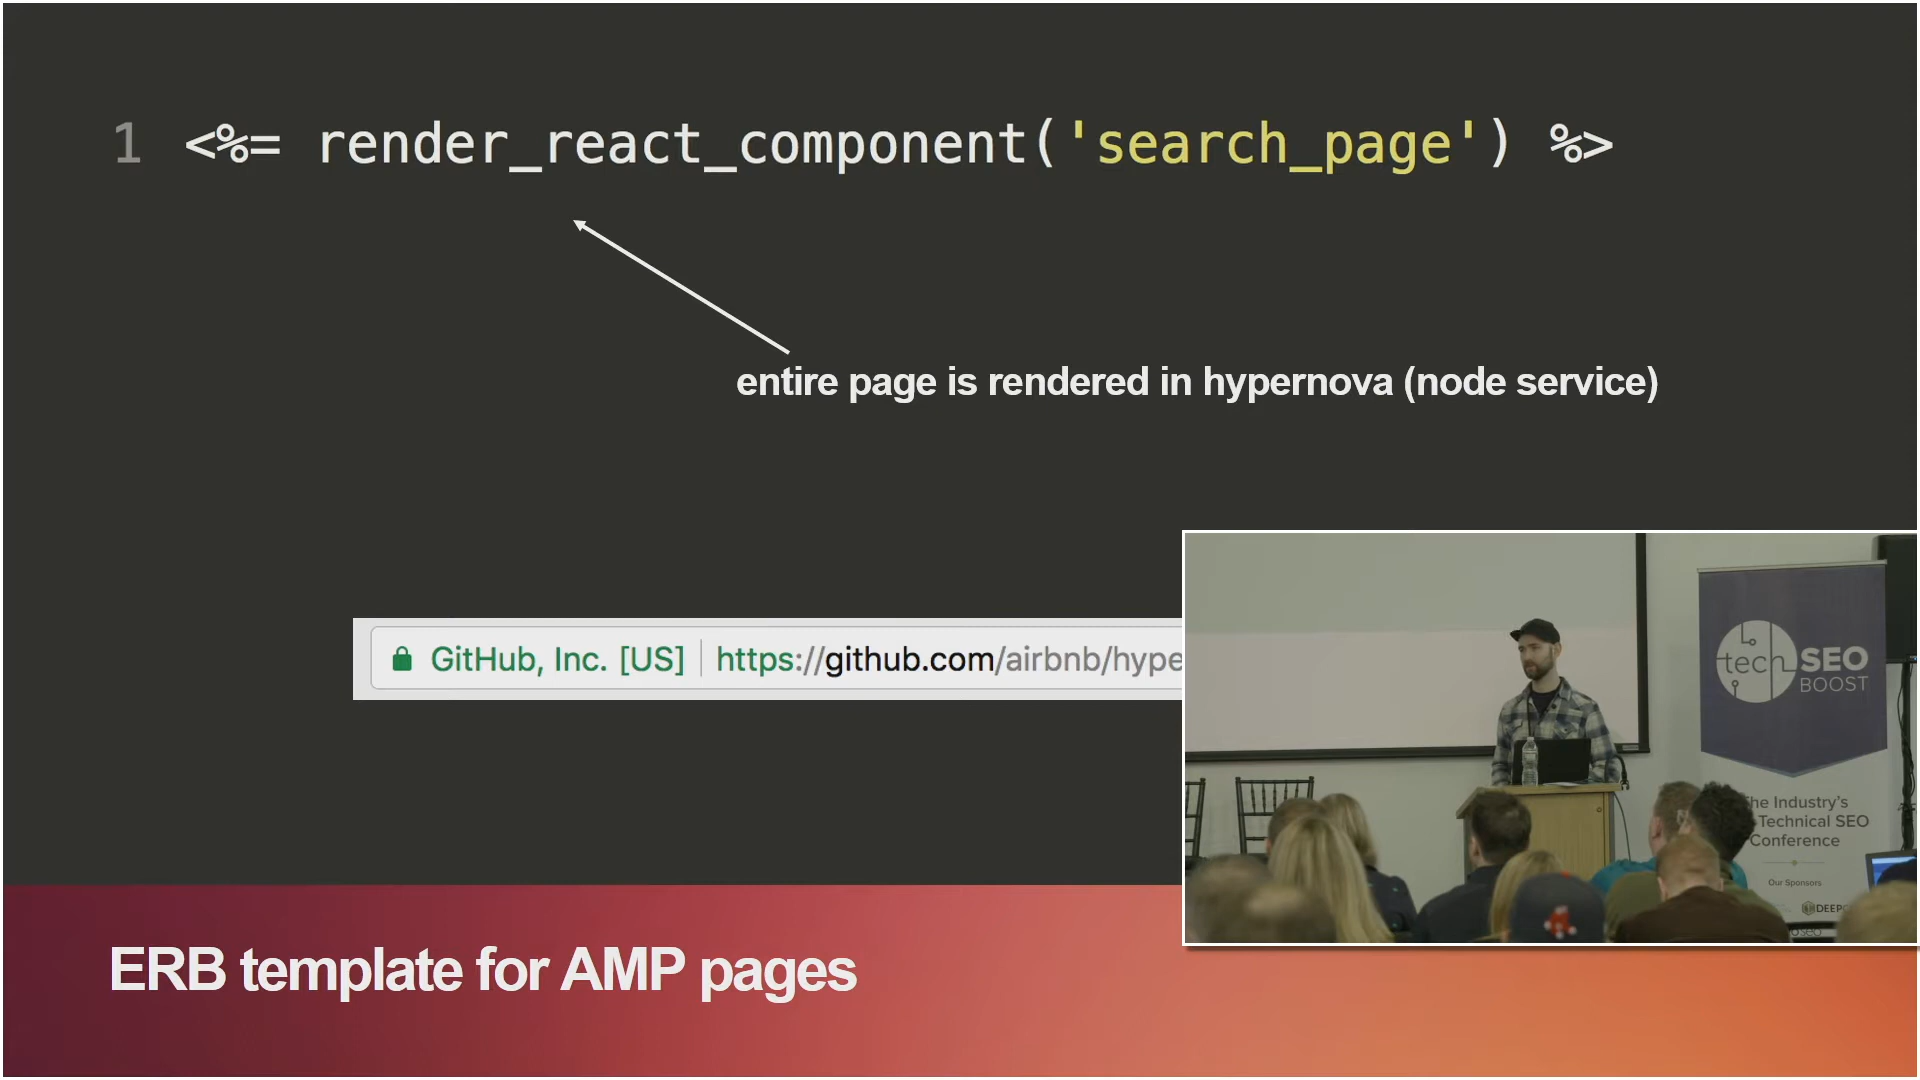 1 <%= render_react_component('search_page') %>
entire page is rendered in hypernova (node service)
GitHub, Inc. [US] https://github.com/airbnb/hype
tech SEO
BOOST
The Industry's
Technical SEO
Conference
Our Sponsors
ERB template for AMP pages